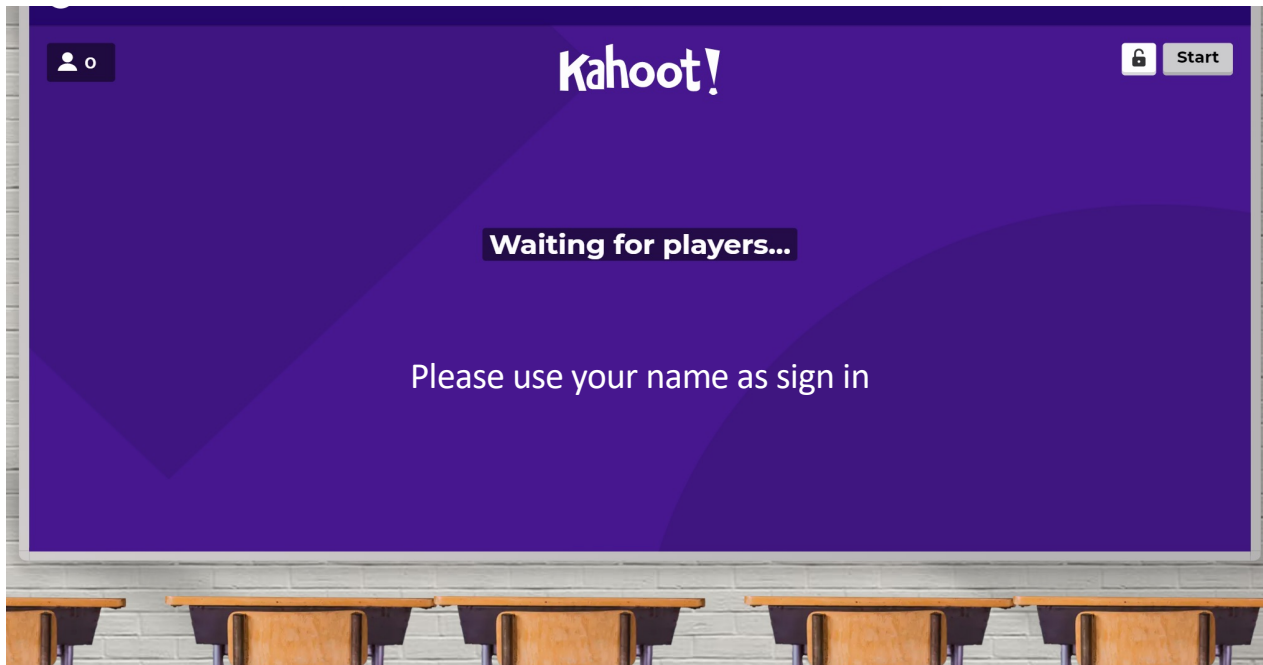 0
Kahoot!
Start
Waiting for players...
Please use your name as sign in